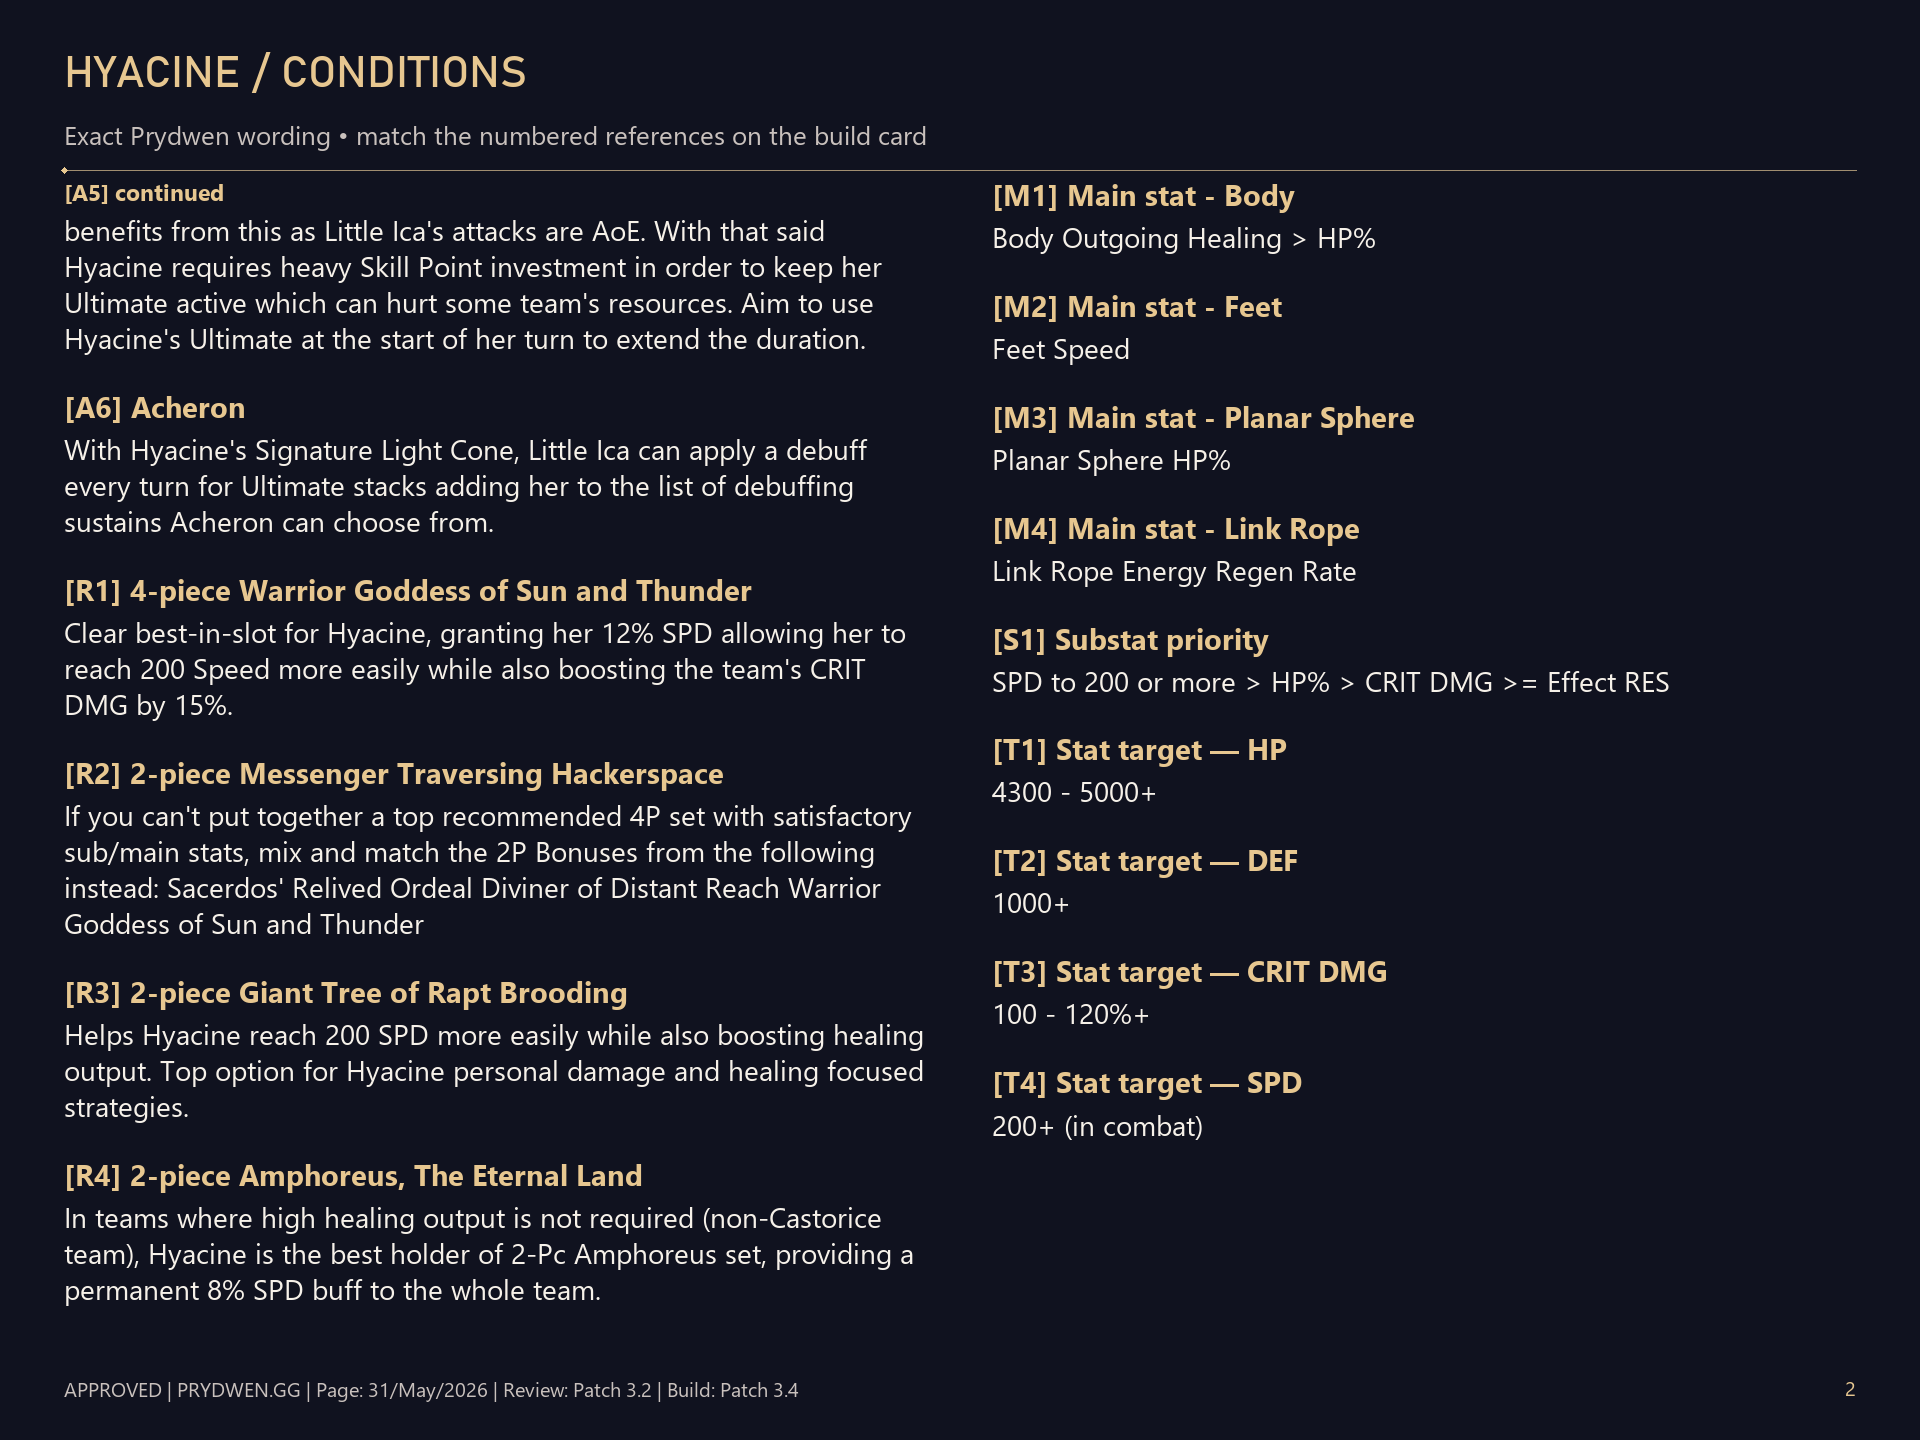 HYACINE / CONDITIONS
Exact Prydwen wording • match the numbered references on the build card
[A5] continued
benefits from this as Little Ica's attacks are AoE. With that said
Hyacine requires heavy Skill Point investment in order to keep her
Ultimate active which can hurt some team's resources. Aim to use
Hyacine's Ultimate at the start of her turn to extend the duration.
[A6] Acheron
With Hyacine's Signature Light Cone, Little Ica can apply a debuff
every turn for Ultimate stacks adding her to the list of debuffing
sustains Acheron can choose from.
[R1] 4-piece Warrior Goddess of Sun and Thunder
Clear best-in-slot for Hyacine, granting her 12% SPD allowing her to
reach 200 Speed more easily while also boosting the team's CRIT
DMG by 15%.
[R2] 2-piece Messenger Traversing Hackerspace
If you can't put together a top recommended 4P set with satisfactory
sub/main stats, mix and match the 2P Bonuses from the following
instead: Sacerdos' Relived Ordeal Diviner of Distant Reach Warrior
Goddess of Sun and Thunder
[R3] 2-piece Giant Tree of Rapt Brooding
Helps Hyacine reach 200 SPD more easily while also boosting healing
output. Top option for Hyacine personal damage and healing focused
strategies.
[R4] 2-piece Amphoreus, The Eternal Land
In teams where high healing output is not required (non-Castorice
team), Hyacine is the best holder of 2-Pc Amphoreus set, providing a
permanent 8% SPD buff to the whole team.
[M1] Main stat - Body
Body Outgoing Healing > HP%
[M2] Main stat - Feet
Feet Speed
[M3] Main stat - Planar Sphere
Planar Sphere HP%
[M4] Main stat - Link Rope
Link Rope Energy Regen Rate
[S1] Substat priority
SPD to 200 or more > HP% > CRIT DMG >= Effect RES
[T1] Stat target — HP
4300 - 5000+
[T2] Stat target — DEF
1000+
[T3] Stat target — CRIT DMG
100 - 120%+
[T4] Stat target — SPD
200+ (in combat)
APPROVED | PRYDWEN.GG | Page: 31/May/2026 | Review: Patch 3.2 | Build: Patch 3.4
2